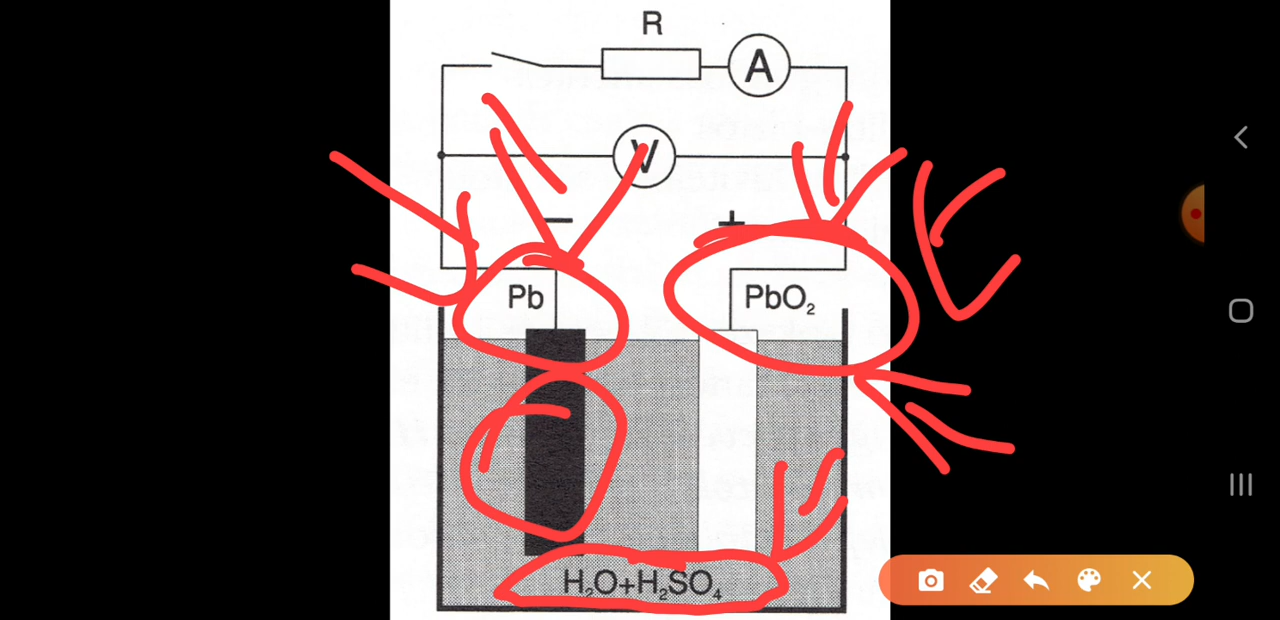 R
A
V
− +
Pb PbO₂
H₂O+H₂SO₄